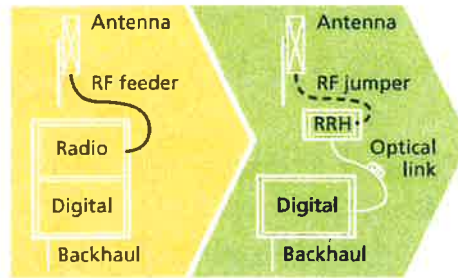 Antenna
RF feeder
Radio
Digital
Backhaul
Antenna
RF jumper
RRH
Optical
link
Digital
Backhaul